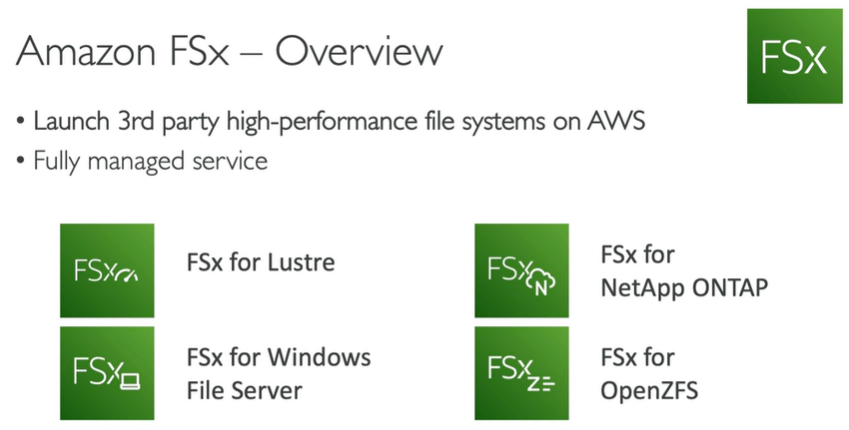 Amazon FSx – Overview
FSx
• Launch 3rd party high-performance file systems on AWS
• Fully managed service
FSx
FSx for Lustre
FSx
N
FSx for
NetApp ONTAP
FSx
FSx for Windows
File Server
FSx
Z
FSx for
OpenZFS